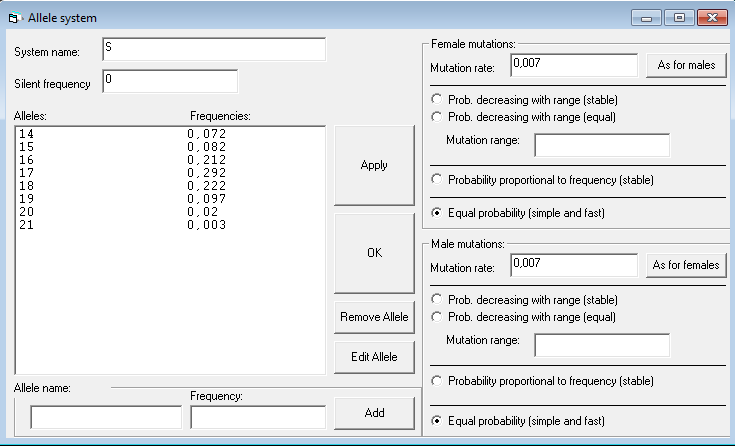 Allele system
System name: S
Silent frequency 0
Alleles: Frequencies:
14 0,072
15 0,082
16 0,212
17 0,292
18 0,222
19 0,097
20 0,02
21 0,003
Apply
OK
Remove Allele
Edit Allele
Allele name: Frequency:
Add
Female mutations:
Mutation rate: 0,007 As for males
Prob. decreasing with range (stable)
Prob. decreasing with range (equal)
Mutation range:
Probability proportional to frequency (stable)
Equal probability (simple and fast)
Male mutations:
Mutation rate: 0,007 As for females
Prob. decreasing with range (stable)
Prob. decreasing with range (equal)
Mutation range:
Probability proportional to frequency (stable)
Equal probability (simple and fast)